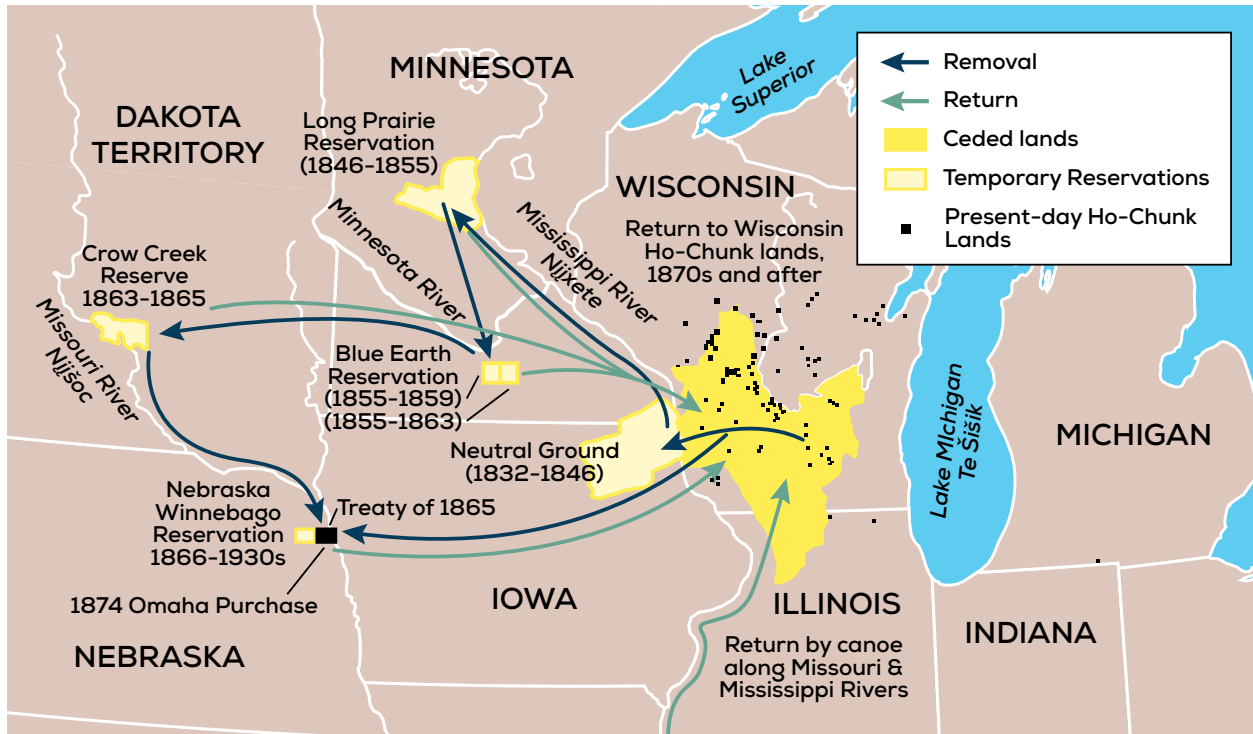 MINNESOTA
Lake
Superior
Removal
Return
Ceded lands
Temporary Reservations
Present-day Ho-Chunk
Lands
DAKOTA
TERRITORY
Long Prairie
Reservation
(1846-1855)
WISCONSIN
Return to Wisconsin
Ho-Chunk lands,
1870s and after
Minnesota River
Mississippi River
Nįįxete
Crow Creek
Reserve
1863-1865
Missouri River
Nįįšoc
Blue Earth
Reservation
(1855-1859)
(1855-1863)
Neutral Ground
(1832-1846)
Lake Michigan
Te Šišik
MICHIGAN
Nebraska
Winnebago
Reservation
1866-1930s
Treaty of 1865
1874 Omaha Purchase
IOWA
ILLINOIS
INDIANA
NEBRASKA
Return by canoe
along Missouri &
Mississippi Rivers